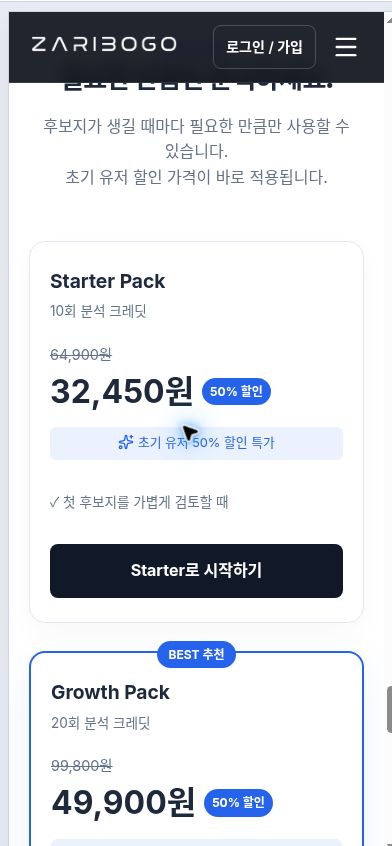 ZARIBOGO
로그인 / 가입
후보지가 생길 때마다 필요한 만큼만 사용할 수
있습니다.
초기 유저 할인 가격이 바로 적용됩니다.
Starter Pack
10회 분석 크레딧
64,900원
32,450원 50% 할인
초기 유저 50% 할인 특가
✓ 첫 후보지를 가볍게 검토할 때
Starter로 시작하기
BEST 추천
Growth Pack
20회 분석 크레딧
99,800원
49,900원 50% 할인